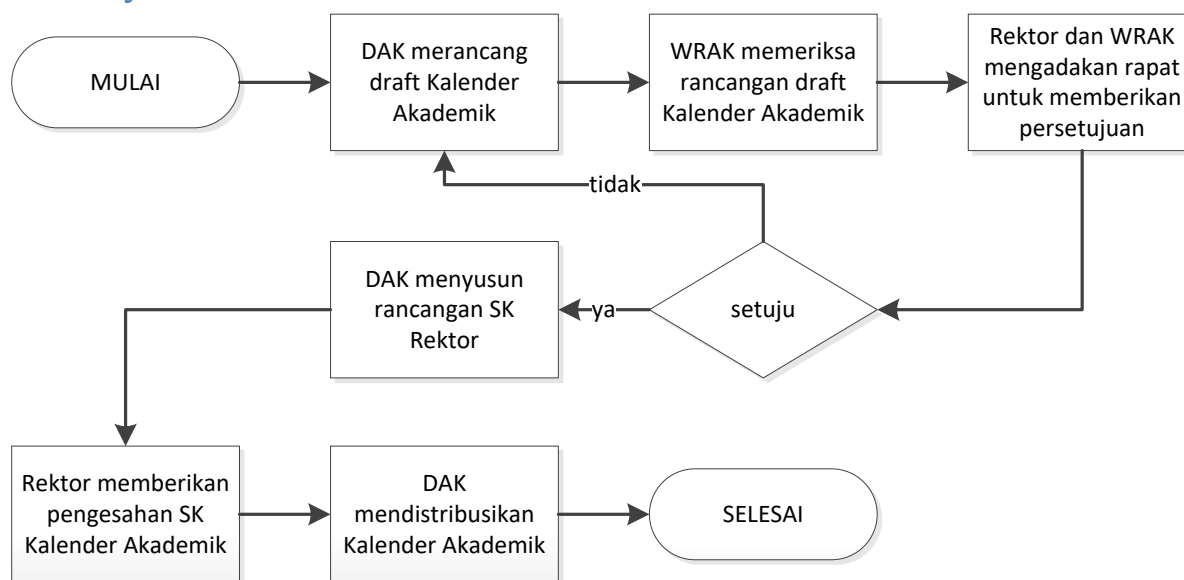 MULAI
DAK merancang
draft Kalender
Akademik
WRAK memeriksa
rancangan draft
Kalender Akademik
Rektor dan WRAK
mengadakan rapat
untuk memberikan
persetujuan
tidak
setuju
ya
DAK menyusun
rancangan SK
Rektor
Rektor memberikan
pengesahan SK
Kalender Akademik
DAK
mendistribusikan
Kalender Akademik
SELESAI